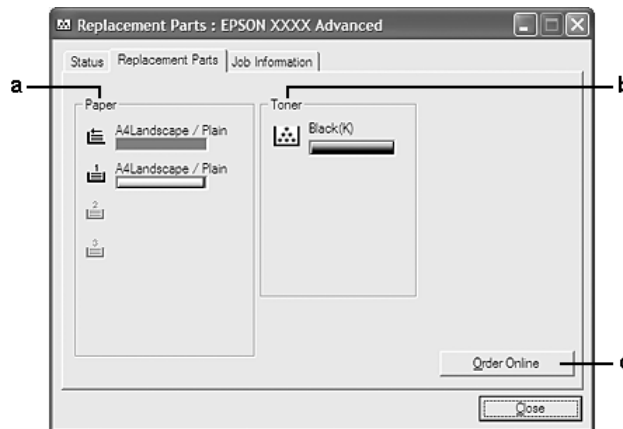 Replacement Parts : EPSON XXXX Advanced
Status Replacement Parts Job Information
a
b
Paper
Toner
A4Landscape / Plain
Black(K)
1
A4Landscape / Plain
2
3
Order Online
Close